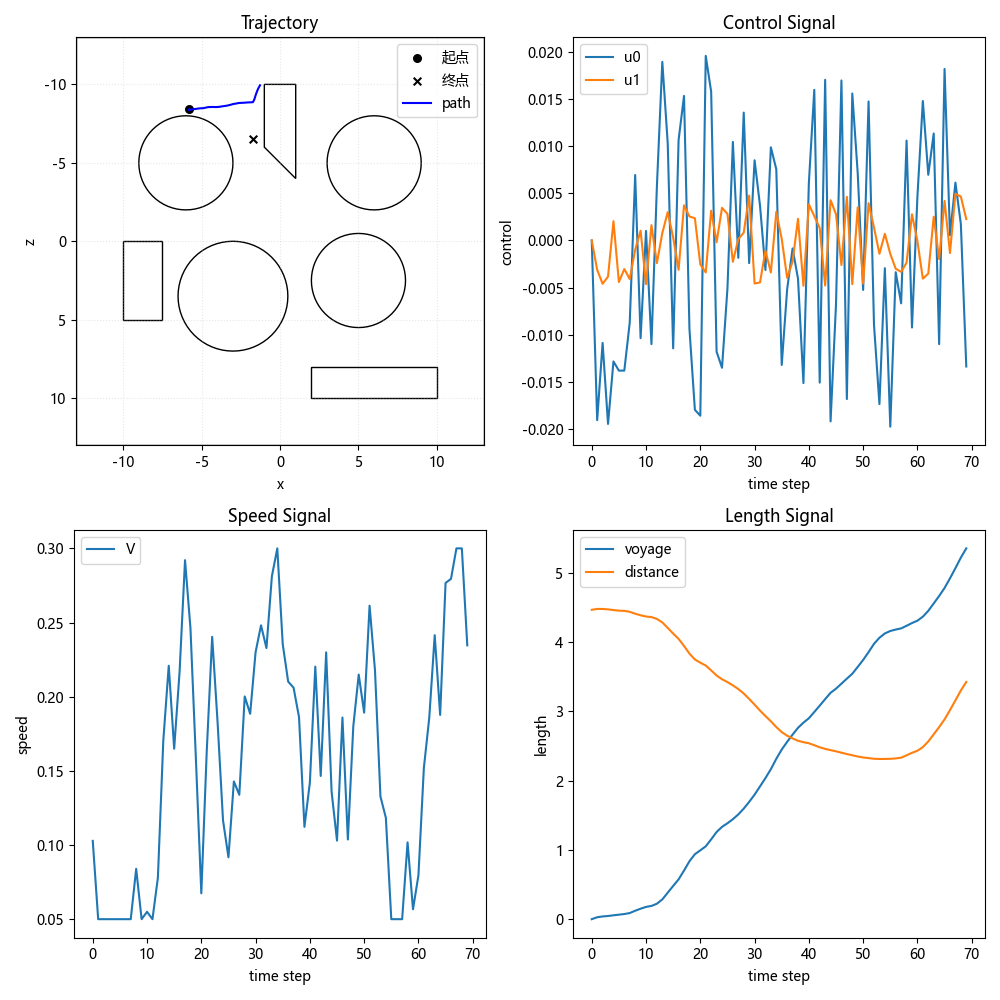 Trajectory
起点
终点
path
-10
-5
0
5
10
z
-10
-5
0
5
10
x
Control Signal
u0
u1
0.020
0.015
0.010
0.005
0.000
-0.005
-0.010
-0.015
-0.020
control
0
10
20
30
40
50
60
70
time step
Speed Signal
V
0.30
0.25
0.20
0.15
0.10
0.05
speed
0
10
20
30
40
50
60
70
time step
Length Signal
voyage
distance
5
4
3
2
1
0
length
0
10
20
30
40
50
60
70
time step